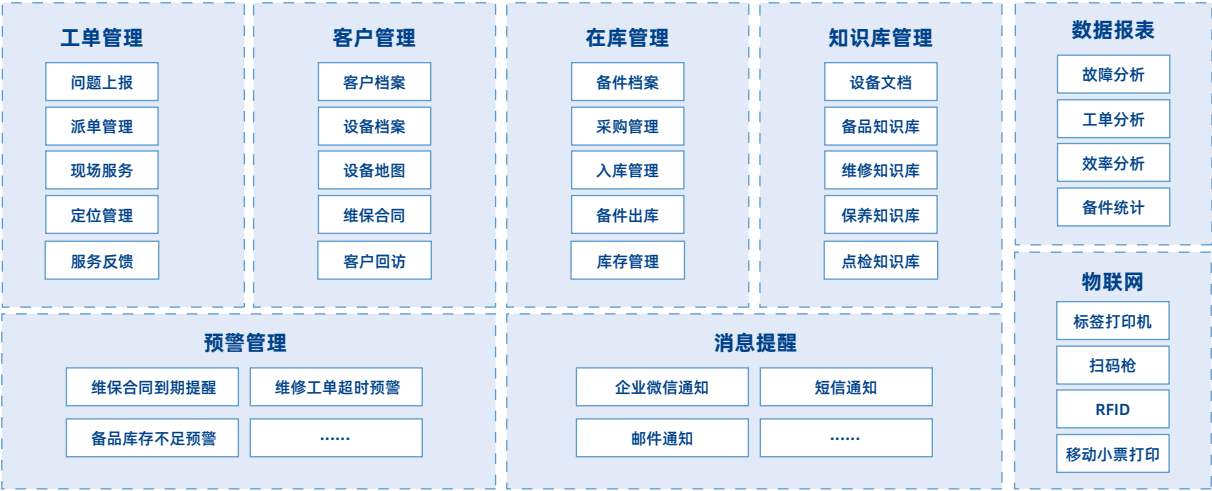 工单管理
问题上报
派单管理
现场服务
定位管理
服务反馈
客户管理
客户档案
设备档案
设备地图
维保合同
客户回访
在库管理
备件档案
采购管理
入库管理
备件出库
库存管理
知识库管理
设备文档
备品知识库
维修知识库
保养知识库
点检知识库
数据报表
故障分析
工单分析
效率分析
备件统计
预警管理
维保合同到期提醒
维修工单超时预警
备品库存不足预警
······
消息提醒
企业微信通知
短信通知
邮件通知
······
物联网
标签打印机
扫码枪
RFID
移动小票打印